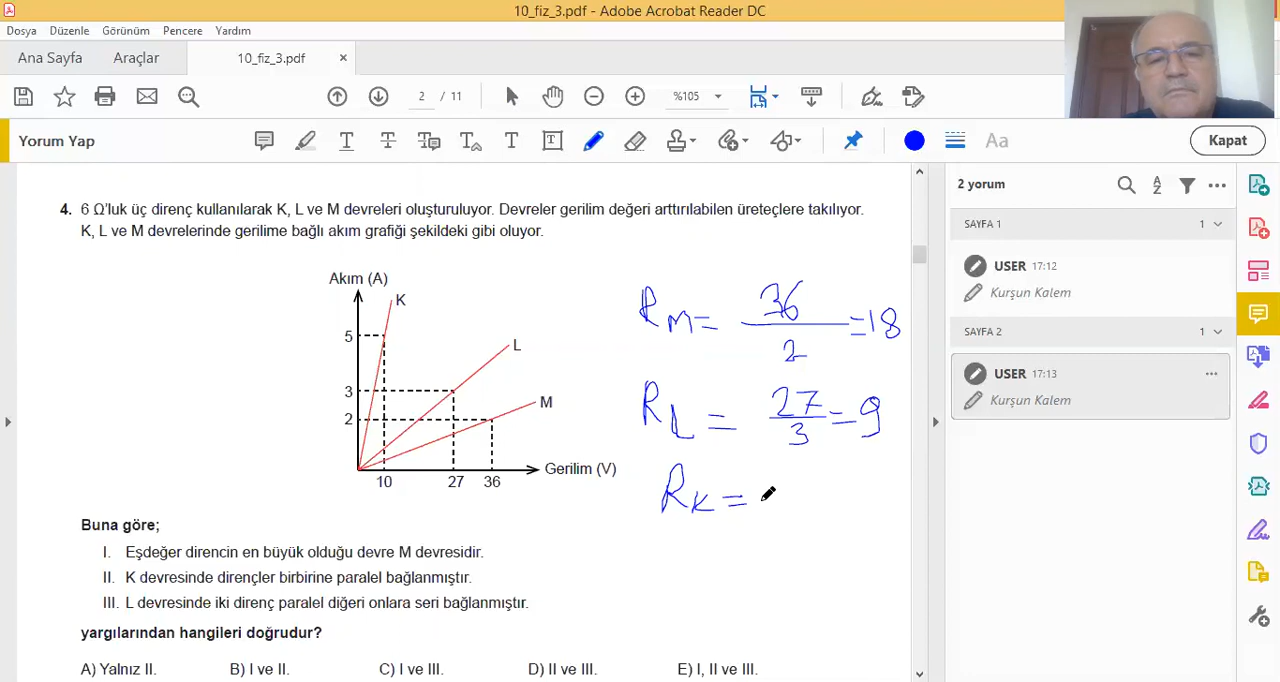 10_fiz_3.pdf - Adobe Acrobat Reader DC
Dosya Düzenle Görünüm Pencere Yardım
Ana Sayfa Araçlar 10_fiz_3.pdf ×
2 / 11 %105
Yorum Yap Kapat
4. 6 Ω’luk üç direnç kullanılarak K, L ve M devreleri oluşturuluyor. Devreler gerilim değeri arttırılabilen üreteçlere takılıyor.
K, L ve M devrelerinde gerilime bağlı akım grafiği şekildeki gibi oluyor.
Akım (A)
K
5
L
3
M
2
Gerilim (V)
10 27 36
R_M = 36/2 = 18
R_L = 27/3 = 9
R_K =
Buna göre;
I. Eşdeğer direncin en büyük olduğu devre M devresidir.
II. K devresinde dirençler birbirine paralel bağlanmıştır.
III. L devresinde iki direnç paralel diğeri onlara seri bağlanmıştır.
yargılarından hangileri doğrudur?
A) Yalnız II. B) I ve II. C) I ve III. D) II ve III. E) I, II ve III.
2 yorum
SAYFA 1 1
USER 17:12
Kurşun Kalem
SAYFA 2 1
USER 17:13
Kurşun Kalem